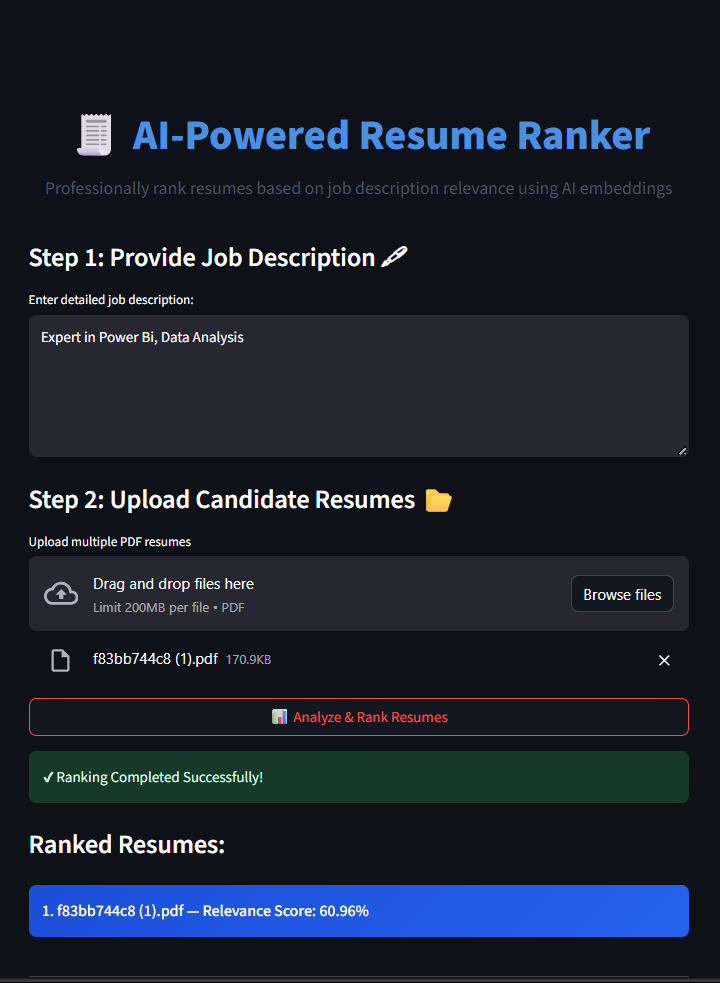 AI-Powered Resume Ranker
Professionally rank resumes based on job description relevance using AI embeddings
Step 1: Provide Job Description
Enter detailed job description:
Expert in Power Bi, Data Analysis
Step 2: Upload Candidate Resumes
Upload multiple PDF resumes
Drag and drop files here
Limit 200MB per file • PDF
Browse files
f83bb744c8 (1).pdf 170.9KB
Analyze & Rank Resumes
✓ Ranking Completed Successfully!
Ranked Resumes:
1. f83bb744c8 (1).pdf — Relevance Score: 60.96%